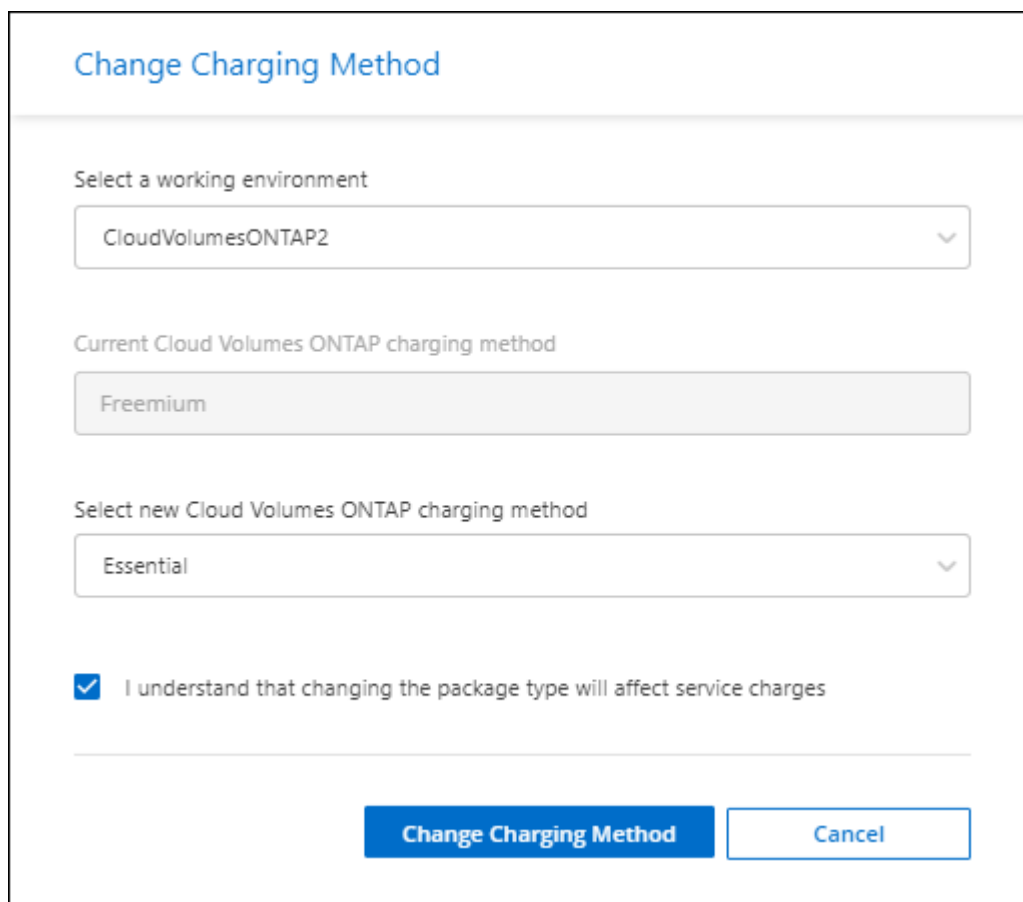 Change Charging Method
Select a working environment
CloudVolumesONTAP2
Current Cloud Volumes ONTAP charging method
Freemium
Select new Cloud Volumes ONTAP charging method
Essential
I understand that changing the package type will affect service charges
Change Charging Method
Cancel